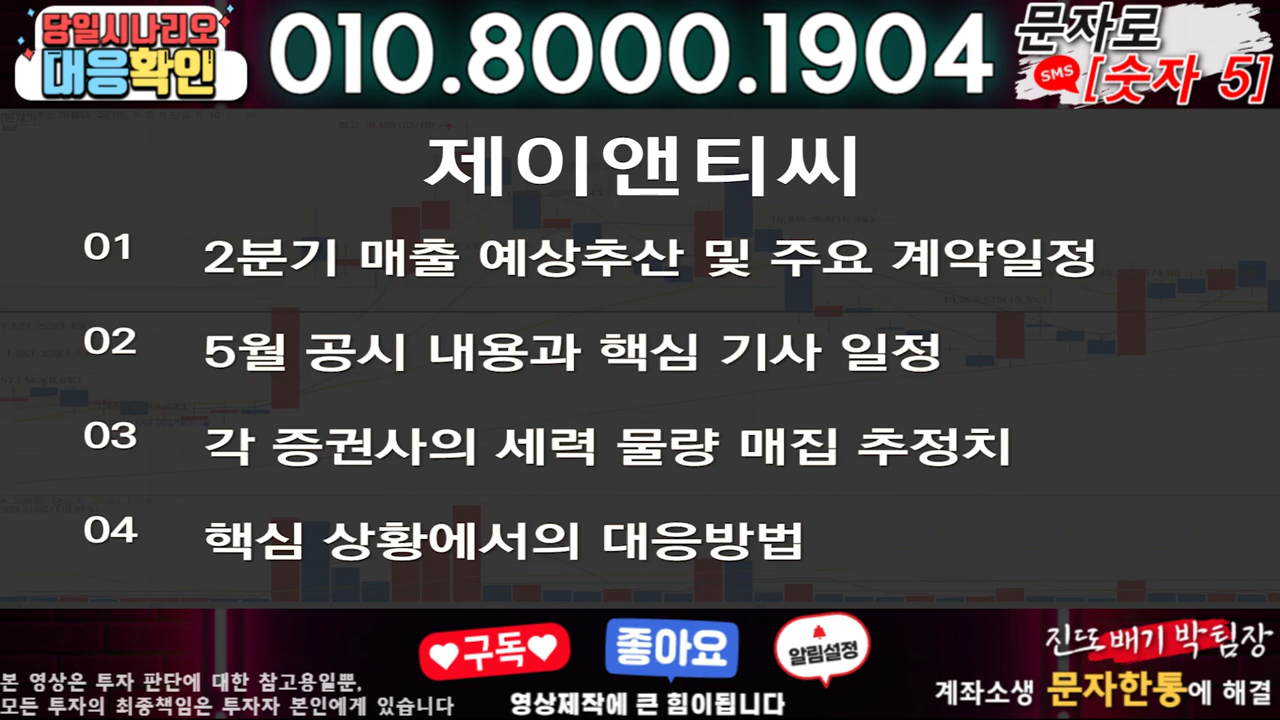 당일시나리오
대응확인
010.8000.1904
문자로
SMS [숫자 5]
제이앤티씨
01 2분기 매출 예상추산 및 주요 계약일정
02 5월 공시 내용과 핵심 기사 일정
03 각 증권사의 세력 물량 매집 추정치
04 핵심 상황에서의 대응방법
구독
좋아요
알림설정
영상제작에 큰 힘이됩니다
본 영상은 투자 판단에 대한 참고용일뿐,
모든 투자의 최종책임은 투자자 본인에게 있습니다
진또배기 박팀장
계좌소생 문자한통에 해결